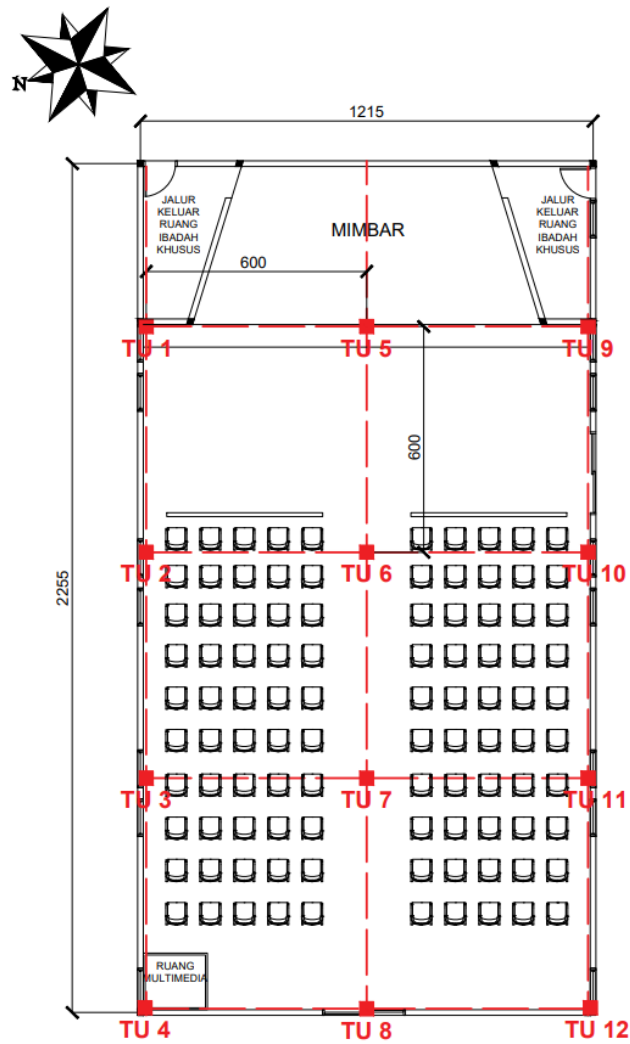 N
1215
JALUR
KELUAR
RUANG
IBADAH
KHUSUS
MIMBAR
JALUR
KELUAR
RUANG
IBADAH
KHUSUS
600
TU 1
TU 5
TU 9
600
TU 2
TU 6
TU 10
2255
TU 3
TU 7
TU 11
RUANG
MULTIMEDIA
TU 4
TU 8
TU 12